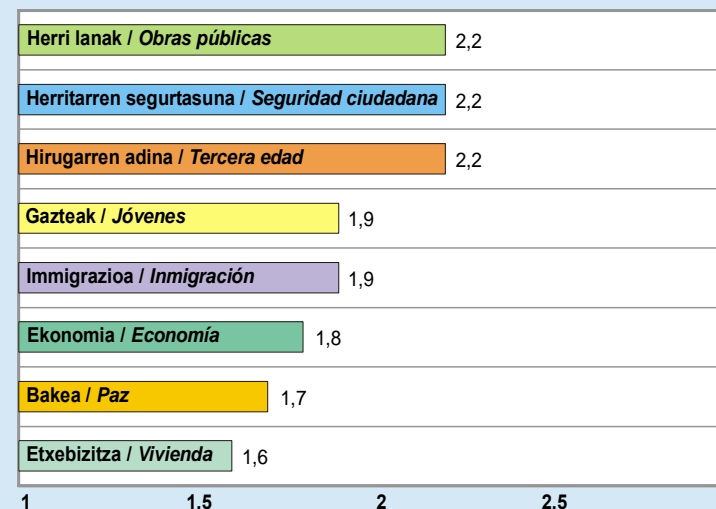 Herri lanak / Obras públicas 2,2
Herritarren segurtasuna / Seguridad ciudadana 2,2
Hirugarren adina / Tercera edad 2,2
Gazteak / Jóvenes 1,9
Immigrazioa / Inmigración 1,9
Ekonomia / Economía 1,8
Bakea / Paz 1,7
Etxebizitza / Vivienda 1,6
1 1,5 2 2,5